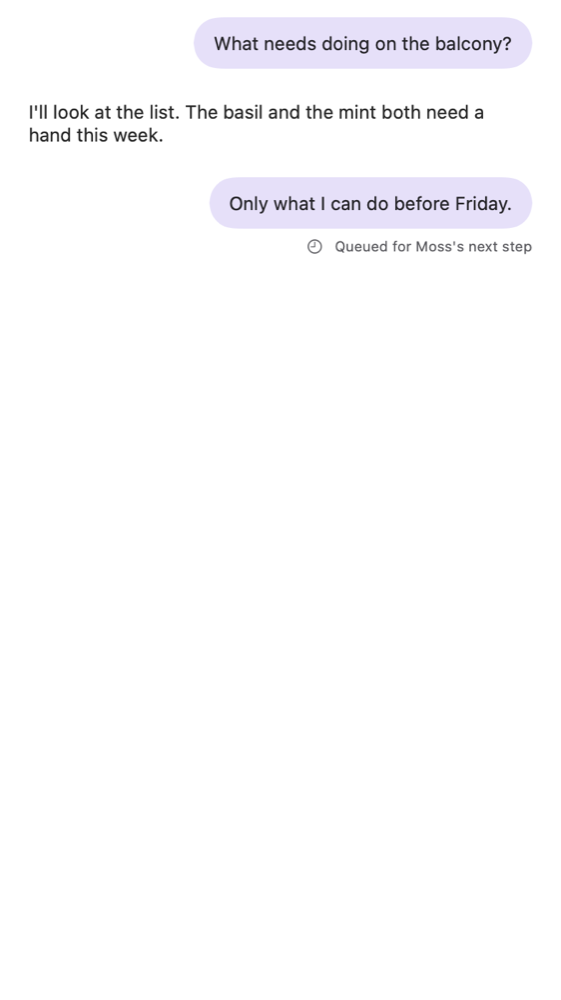 What needs doing on the balcony?
I'll look at the list. The basil and the mint both need a
hand this week.
Only what I can do before Friday.
Queued for Moss's next step